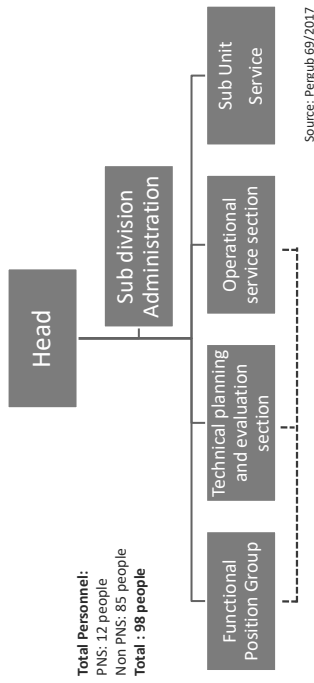 Head
Sub division
Administration
Functional
Position Group
Technical planning
and evaluation
section
Operational
service section
Sub Unit
Service
Total Personnel:
PNS: 12 people
Non PNS: 85 people
Total : 98 people
Source: Pergub 69/2017